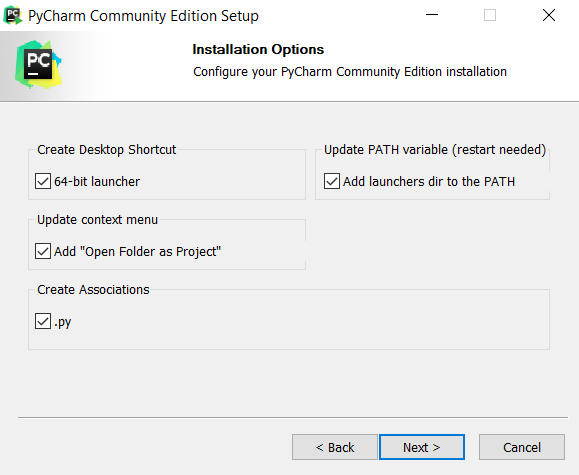 PyCharm Community Edition Setup
PC
Installation Options
Configure your PyCharm Community Edition installation
Create Desktop Shortcut
64-bit launcher
Update PATH variable (restart needed)
Add launchers dir to the PATH
Update context menu
Add "Open Folder as Project"
Create Associations
.py
< Back
Next >
Cancel